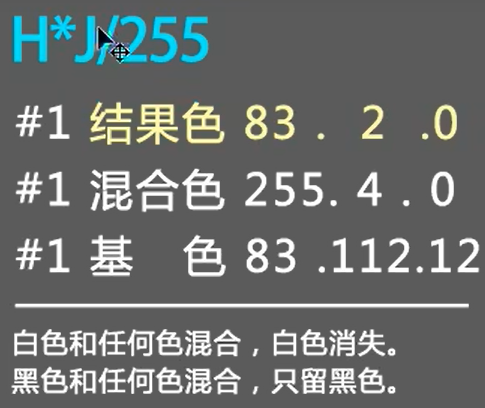 H*J/255
#1 结果色 83 . 2 .0
#1 混合色 255. 4 . 0
#1 基 色 83 .112.12
白色和任何色混合，白色消失。
黑色和任何色混合，只留黑色。